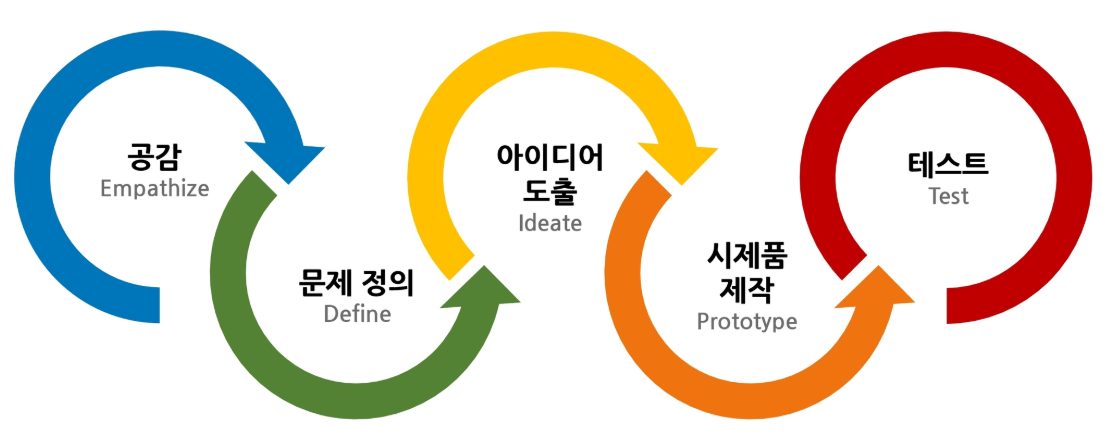 공감
Empathize
문제 정의
Define
아이디어
도출
Ideate
시제품
제작
Prototype
테스트
Test